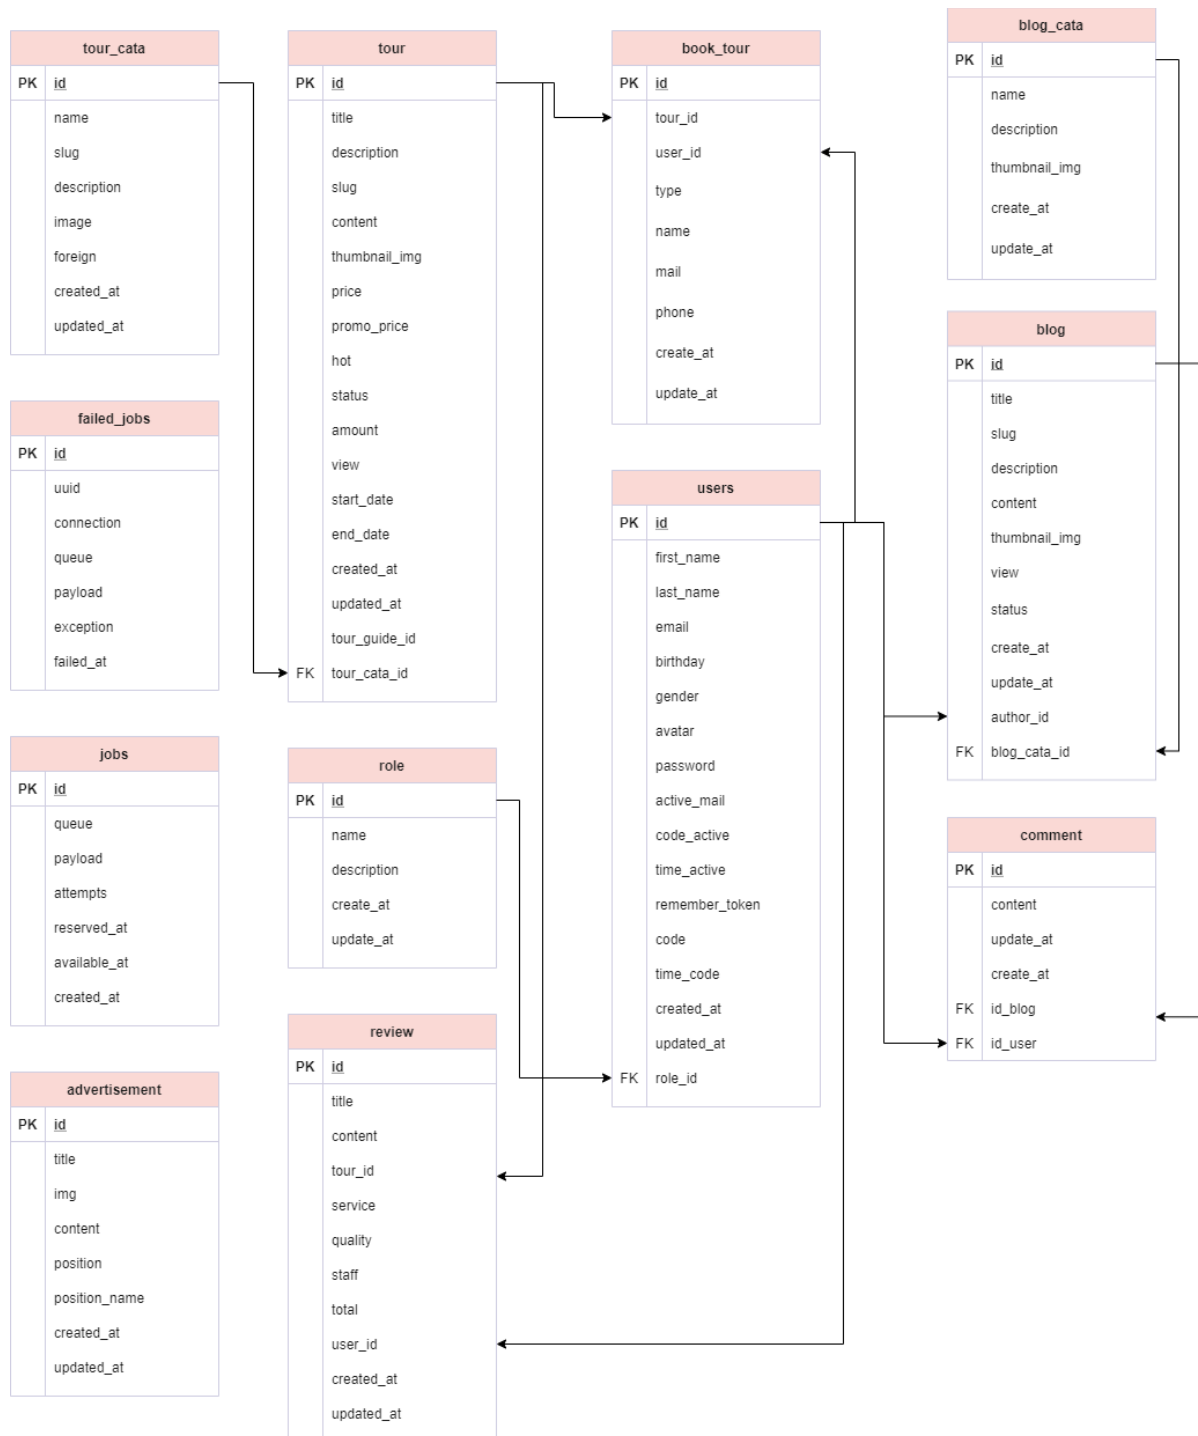 tour_cata
PK id
name
slug
description
image
foreign
created_at
updated_at
failed_jobs
PK id
uuid
connection
queue
payload
exception
failed_at
jobs
PK id
queue
payload
attempts
reserved_at
available_at
created_at
advertisement
PK id
title
img
content
position
position_name
created_at
updated_at
tour
PK id
title
description
slug
content
thumbnail_img
price
promo_price
hot
status
amount
view
start_date
end_date
created_at
updated_at
tour_guide_id
FK tour_cata_id
role
PK id
name
description
create_at
update_at
review
PK id
title
content
tour_id
service
quality
staff
total
user_id
created_at
updated_at
book_tour
PK id
tour_id
user_id
type
name
mail
phone
create_at
update_at
users
PK id
first_name
last_name
email
birthday
gender
avatar
password
active_mail
code_active
time_active
remember_token
code
time_code
created_at
updated_at
FK role_id
blog_cata
PK id
name
description
thumbnail_img
create_at
update_at
blog
PK id
title
slug
description
content
thumbnail_img
view
status
create_at
update_at
author_id
FK blog_cata_id
comment
PK id
content
update_at
create_at
FK id_blog
FK id_user